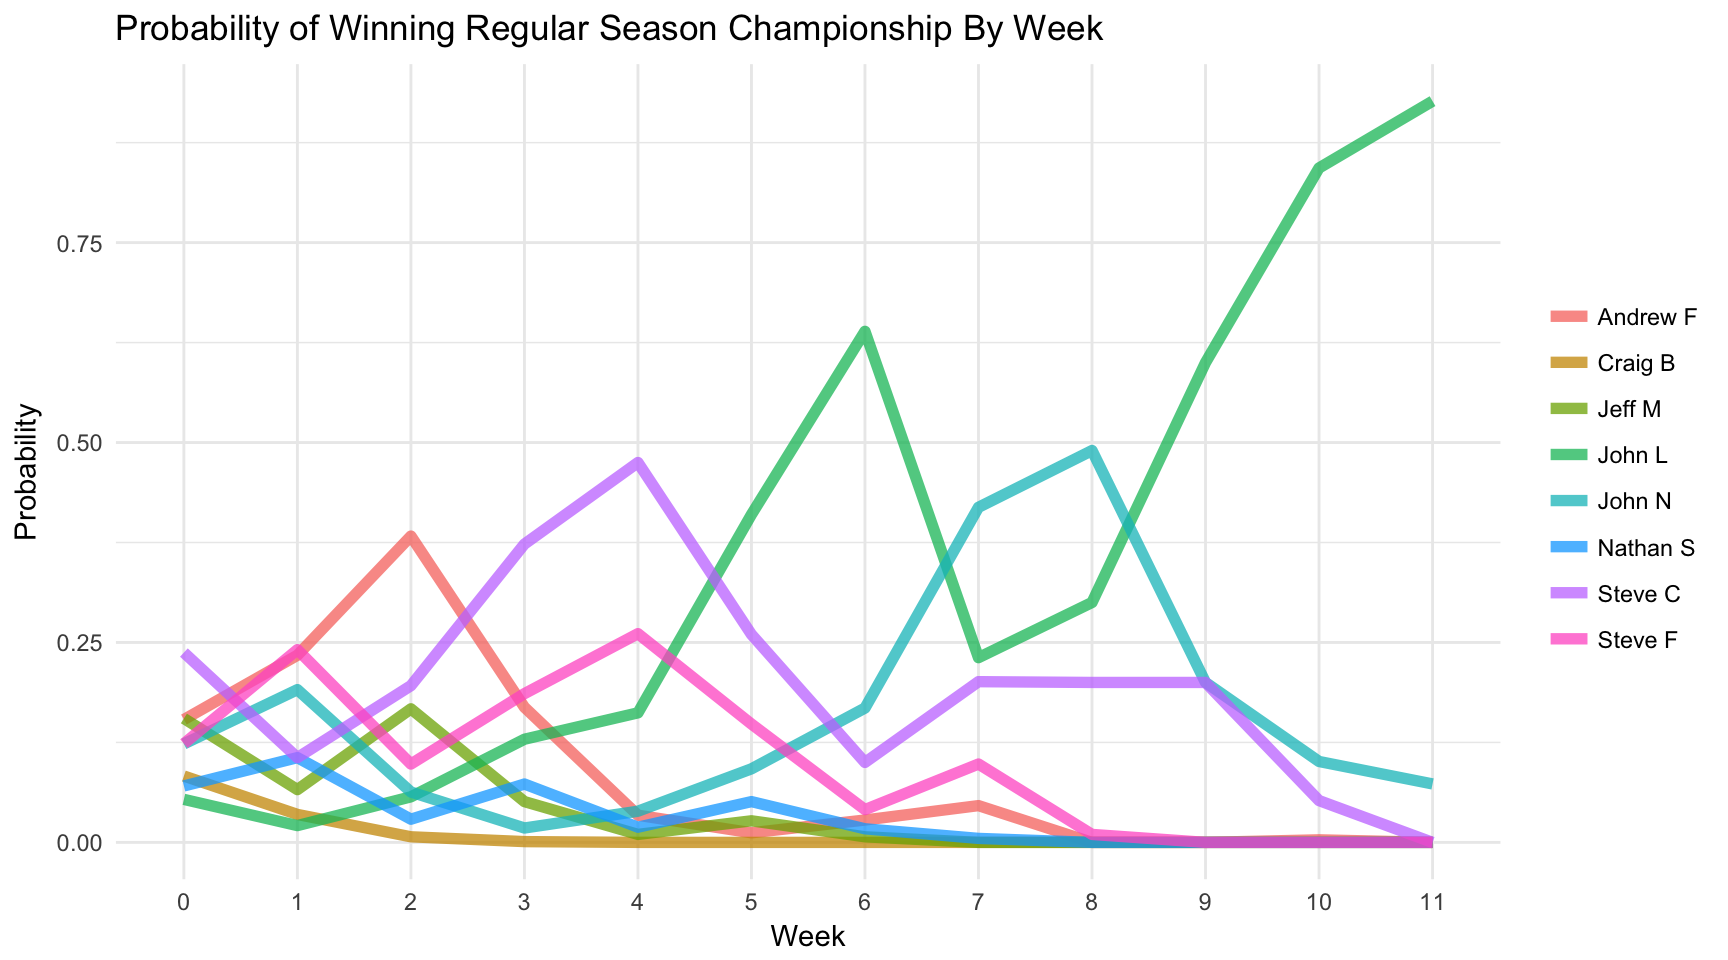 Probability of Winning Regular Season Championship By Week
Probability
0.75
0.50
0.25
0.00
0 1 2 3 4 5 6 7 8 9 10 11
Week
Andrew F
Craig B
Jeff M
John L
John N
Nathan S
Steve C
Steve F